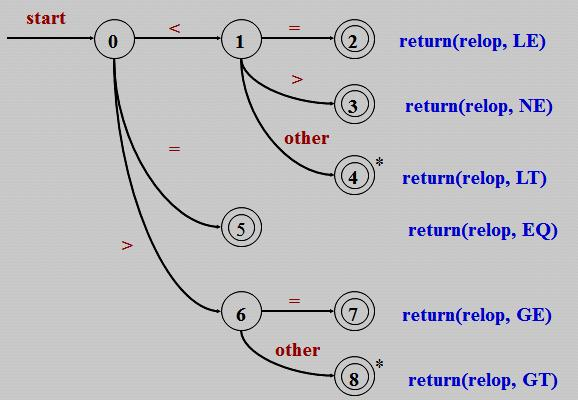 start
0 < 1 = 2 return(relop, LE)
> 3 return(relop, NE)
other 4 * return(relop, LT)
= 5 return(relop, EQ)
> 6 = 7 return(relop, GE)
other 8 * return(relop, GT)